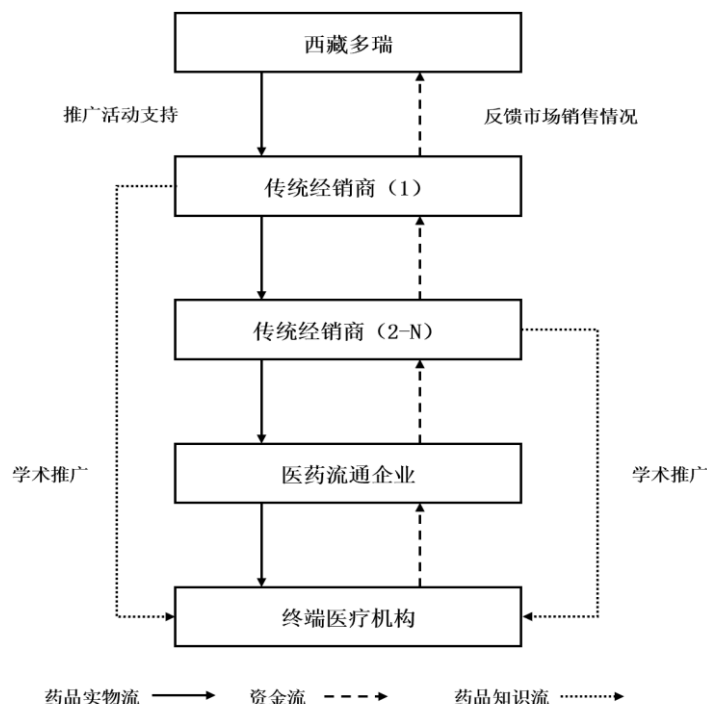 西藏多瑞
推广活动支持
反馈市场销售情况
传统经销商（1）
传统经销商（2-N）
医药流通企业
学术推广
学术推广
终端医疗机构
药品实物流
资金流
药品知识流